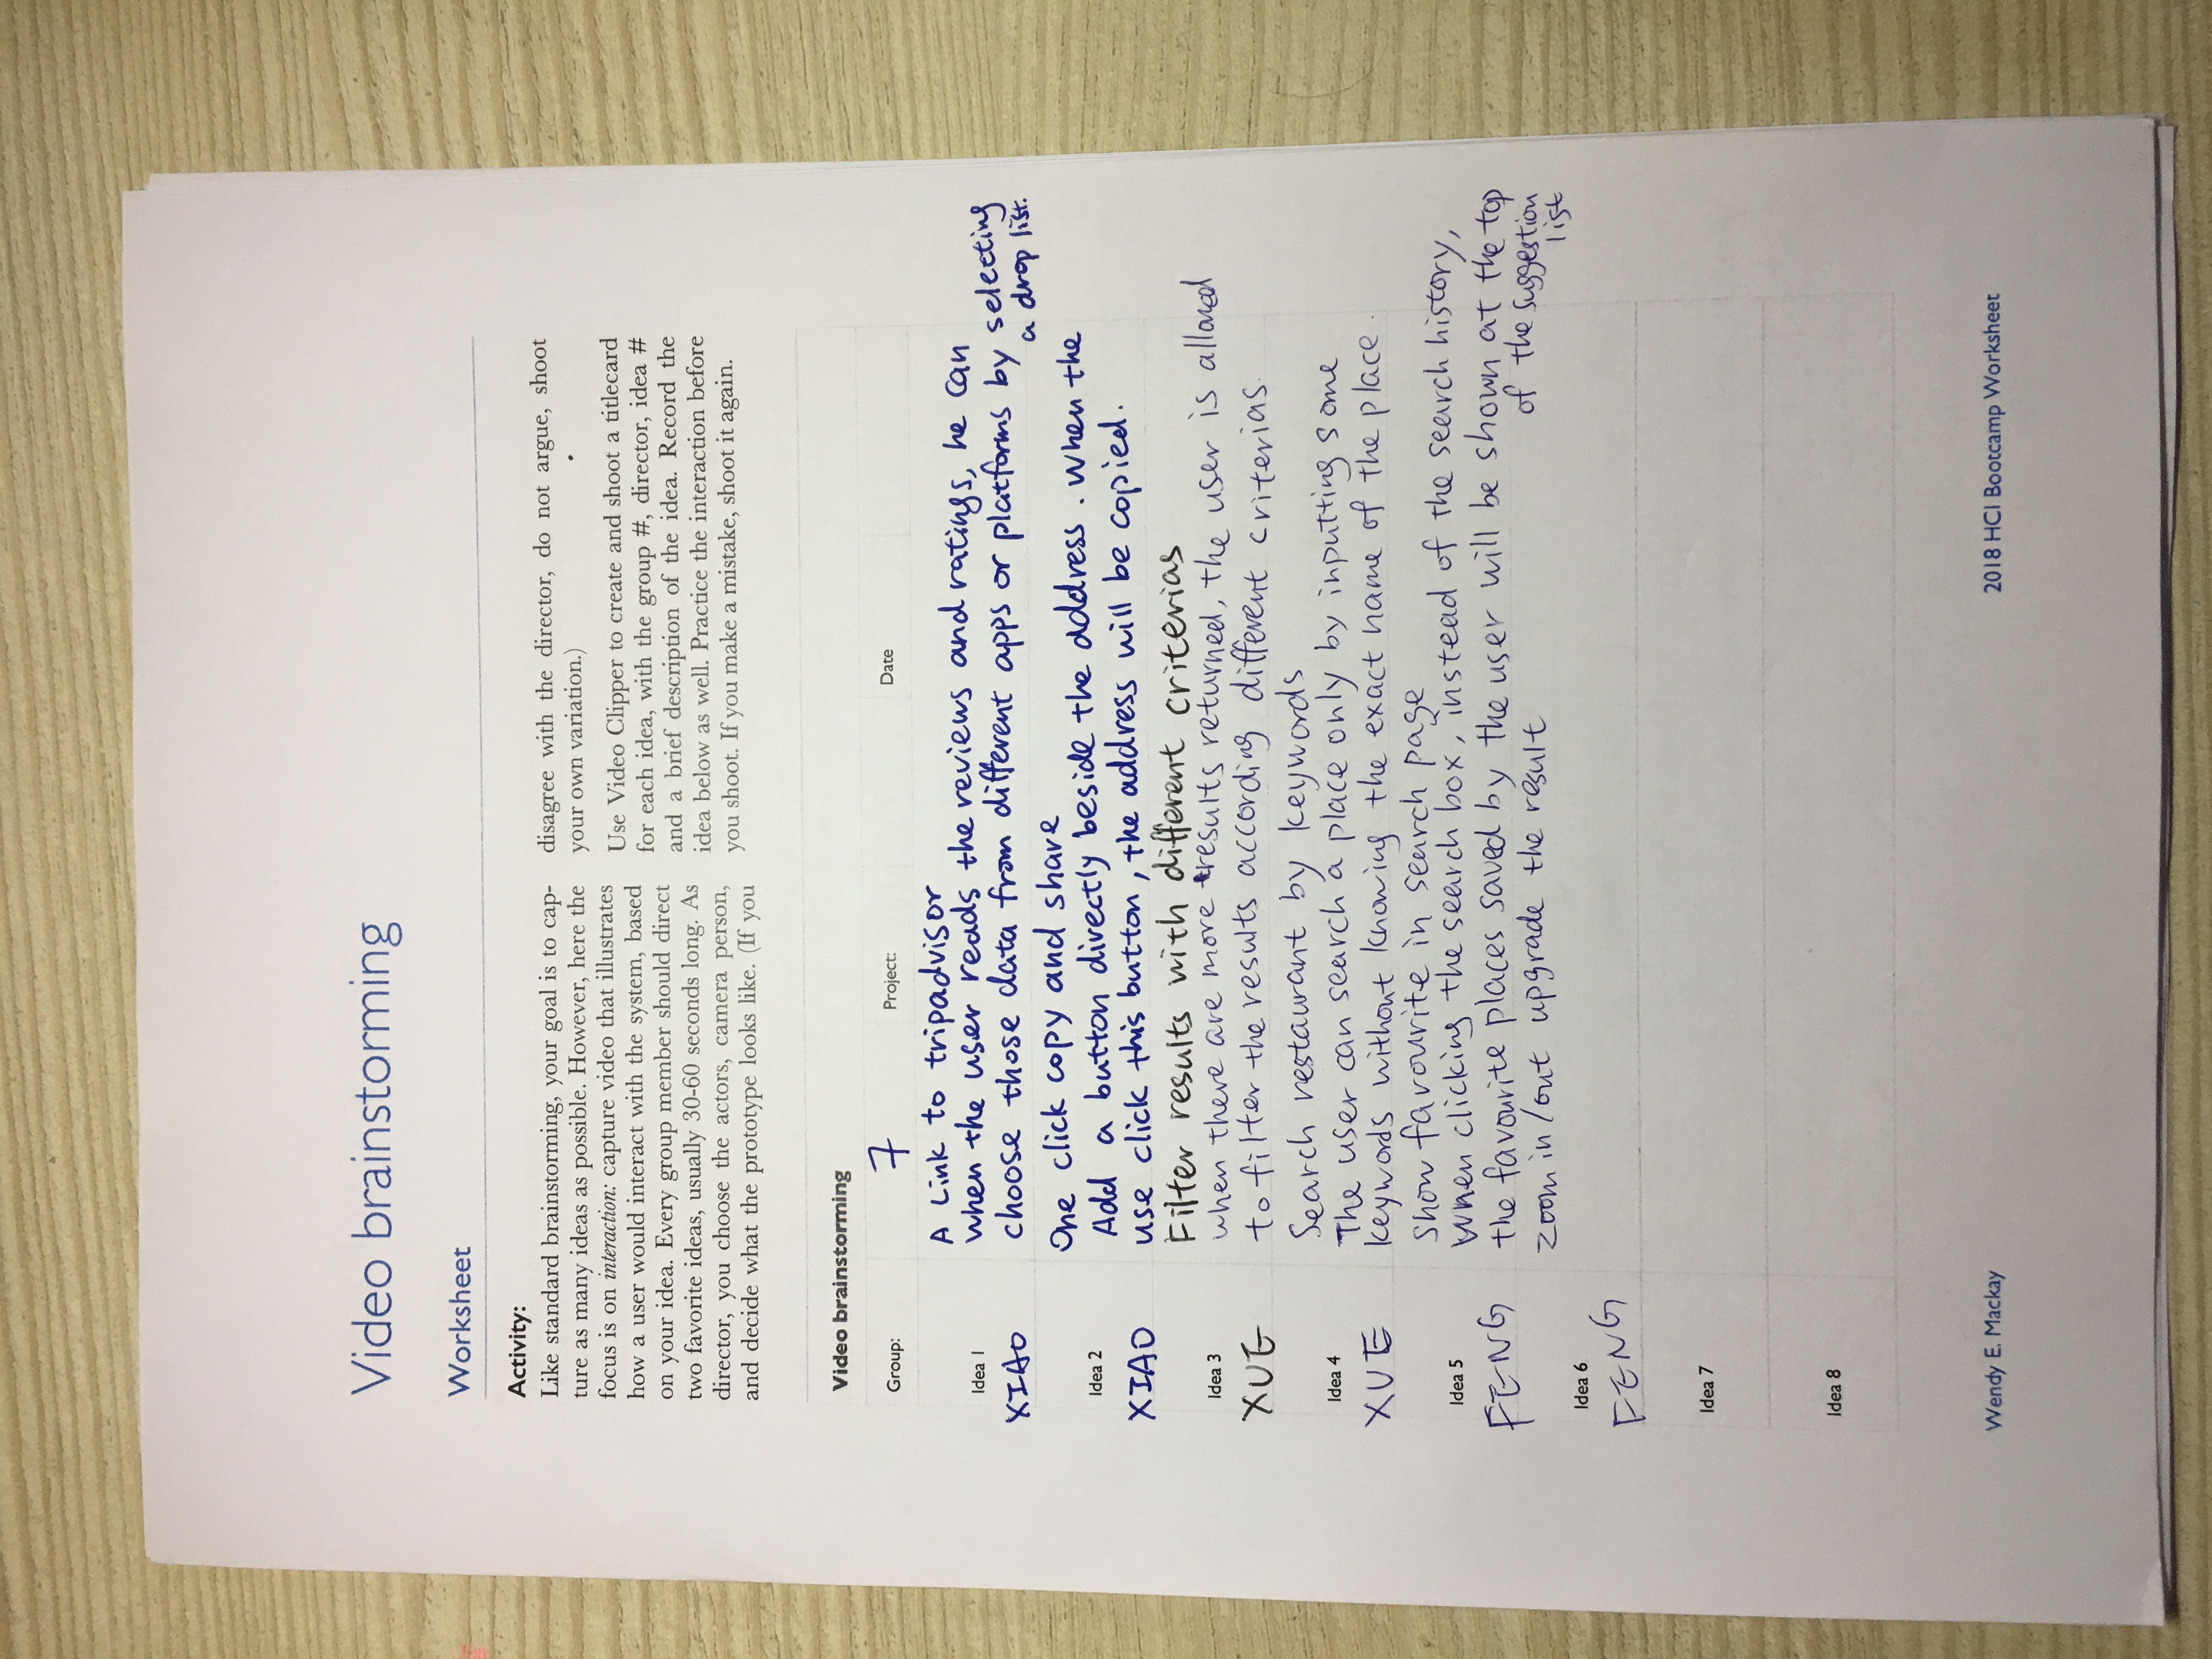 Video brainstorming
Worksheet
Activity:
Like standard brainstorming, your goal is to cap-
ture as many ideas as possible. However, here the
focus is on interaction: capture video that illustrates
how a user would interact with the system, based
on your idea. Every group member should direct
two favorite ideas, usually 30-60 seconds long. As
director, you choose the actors, camera person,
and decide what the prototype looks like. (If you
disagree with the director, do not argue, shoot
your own variation.)
Use Video Clipper to create and shoot a titlecard
for each idea, with the group #, director, idea #
and a brief description of the idea. Record the
idea below as well. Practice the interaction before
you shoot. If you make a mistake, shoot it again.
Video brainstorming
Group: 7 Project: Date
Idea 1
XIAO
A Link to tripadvisor
when the user reads the reviews and ratings, he can
choose those data from different apps or platforms by selecting
a drop list.
Idea 2
XIAO
One click copy and share
Add a button directly beside the address. When the
use click this button, the address will be copied.
Idea 3
XUE
Filter results with different criterias
when there are more results returned, the user is allowed
to filter the results according different criterias.
Idea 4
XUE
Search restaurant by keywords
The user can search a place only by inputting some
keywords without knowing the exact name of the place.
Idea 5
FENG
Show favourite in search page
When clicking the search box, instead of the search history,
the favourite places saved by the user will be shown at the top
of the suggestion
list
Idea 6
FENG
zoom in/out upgrade the result
Idea 7
Idea 8
Wendy E. Mackay
2018 HCI Bootcamp Worksheet